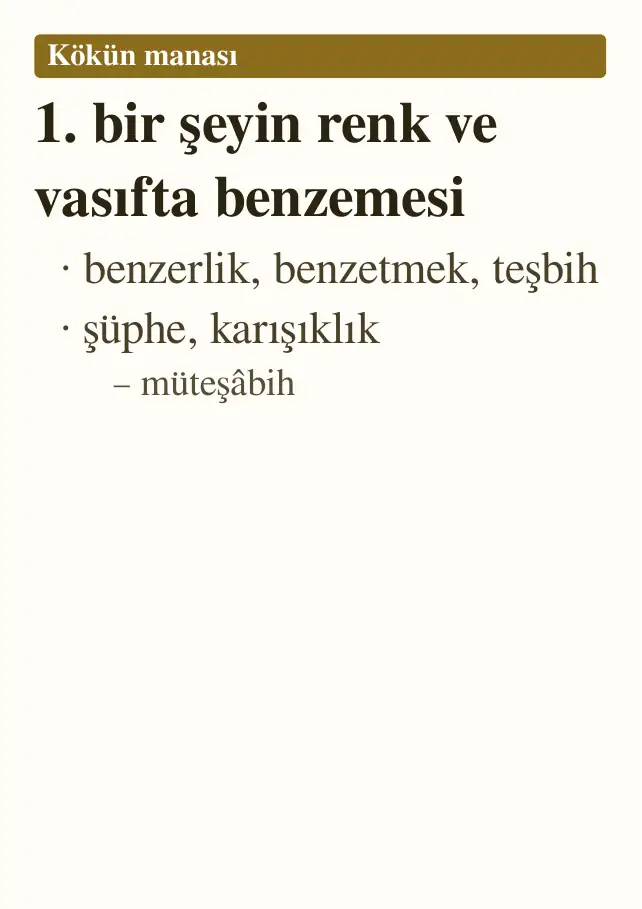 Kökün manası
1. bir şeyin renk ve
vasıfta benzemesi
· benzerlik, benzetmek, teşbih
· şüphe, karışıklık
– müteşâbih